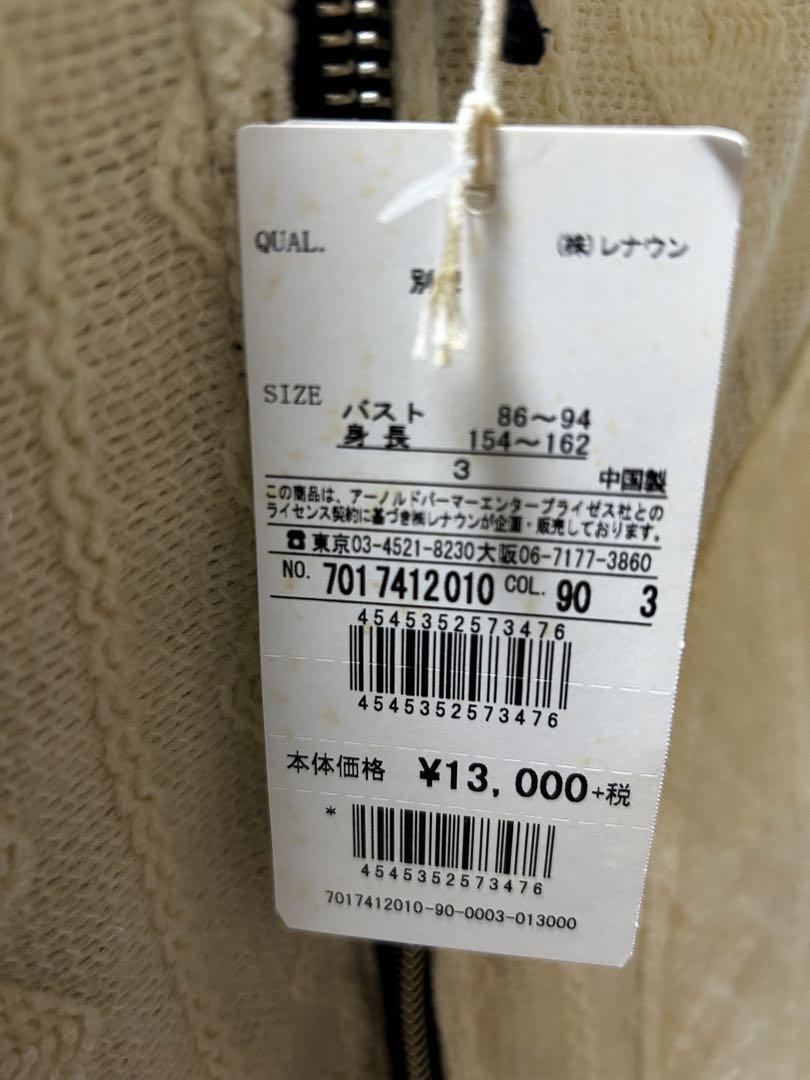 QUAL. (株)レナウン
別
SIZE バスト 86～94
身長 154～162
3 中国製
この商品は、アーノルドパーマーエンタープライゼス社との
ライセンス契約に基づき㈱レナウンが企画・販売しております。
☎東京03-4521-8230大阪06-7177-3860
NO. 7017412010 COL. 90 3
4545352573476
4545352573476
本体価格 ¥13,000+税
*
4545352573476
7017412010-90-0003-013000